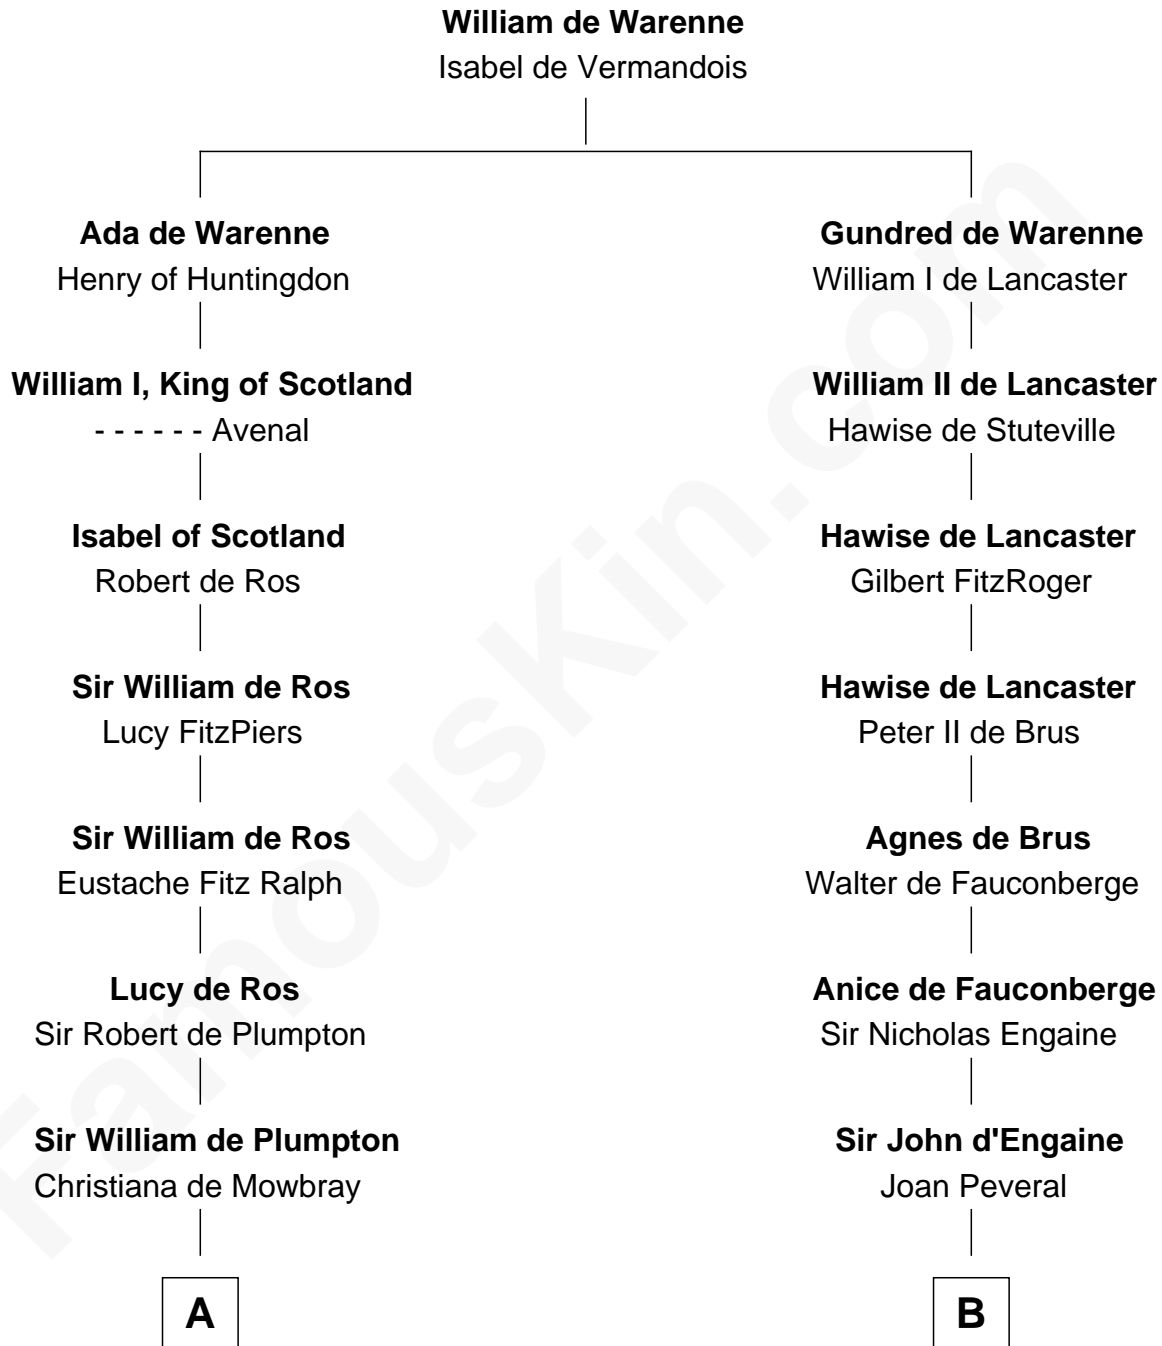 William de Warenne
Isabel de Vermandois
Ada de Warenne
Henry of Huntingdon
Gundred de Warenne
William I de Lancaster
William I, King of Scotland
- - - - - - Avenal
William II de Lancaster
Hawise de Stuteville
Isabel of Scotland
Robert de Ros
Hawise de Lancaster
Gilbert FitzRoger
Sir William de Ros
Lucy FitzPiers
Hawise de Lancaster
Peter II de Brus
Sir William de Ros
Eustache Fitz Ralph
Agnes de Brus
Walter de Fauconberge
Lucy de Ros
Sir Robert de Plumpton
Anice de Fauconberge
Sir Nicholas Engaine
Sir William de Plumpton
Christiana de Mowbray
Sir John d'Engaine
Joan Peveral
A
B
FamousKin.com